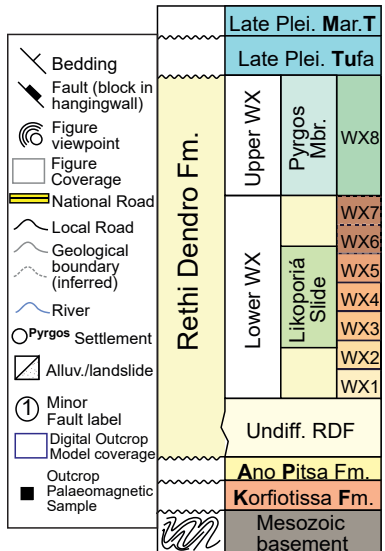 Bedding
Fault (block in
hangingwall)
Figure
viewpoint
Figure
Coverage
National Road
Local Road
Geological
boundary
(inferred)
River
Pyrgos Settlement
Alluv./landslide
1 Minor
Fault label
Digital Outcrop
Model coverage
Outcrop
Palaeomagnetic
Sample
Late Plei. Mar.T
Late Plei. Tufa
Rethi Dendro Fm.
Upper WX
Pyrgos
Mbr.
WX8
Lower WX
Likoporiá
Slide
WX7
WX6
WX5
WX4
WX3
WX2
WX1
Undiff. RDF
Ano Pitsa Fm.
Korfiotissa Fm.
Mesozoic
basement